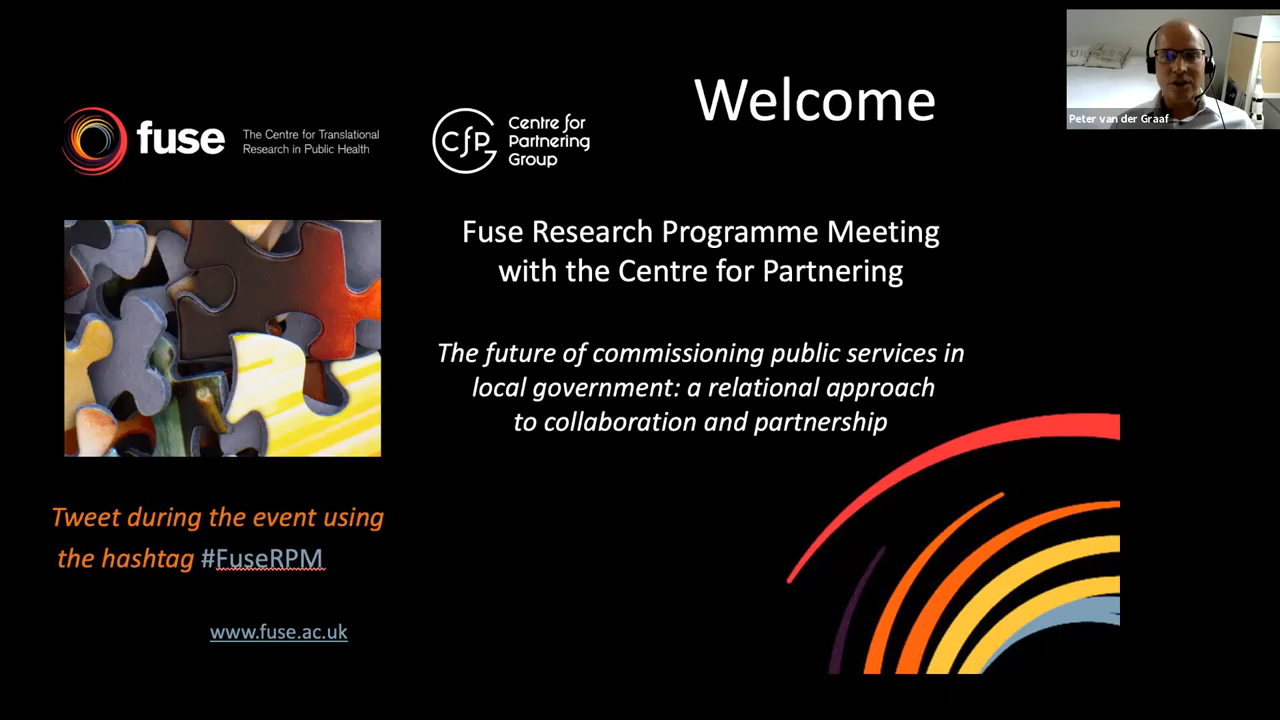 Welcome
fuse
The Centre for Translational
Research in Public Health
CfP
Centre for
Partnering
Group
Peter van der Graaf
Fuse Research Programme Meeting
with the Centre for Partnering
The future of commissioning public services in
local government: a relational approach
to collaboration and partnership
Tweet during the event using
the hashtag #FuseRPM
www.fuse.ac.uk